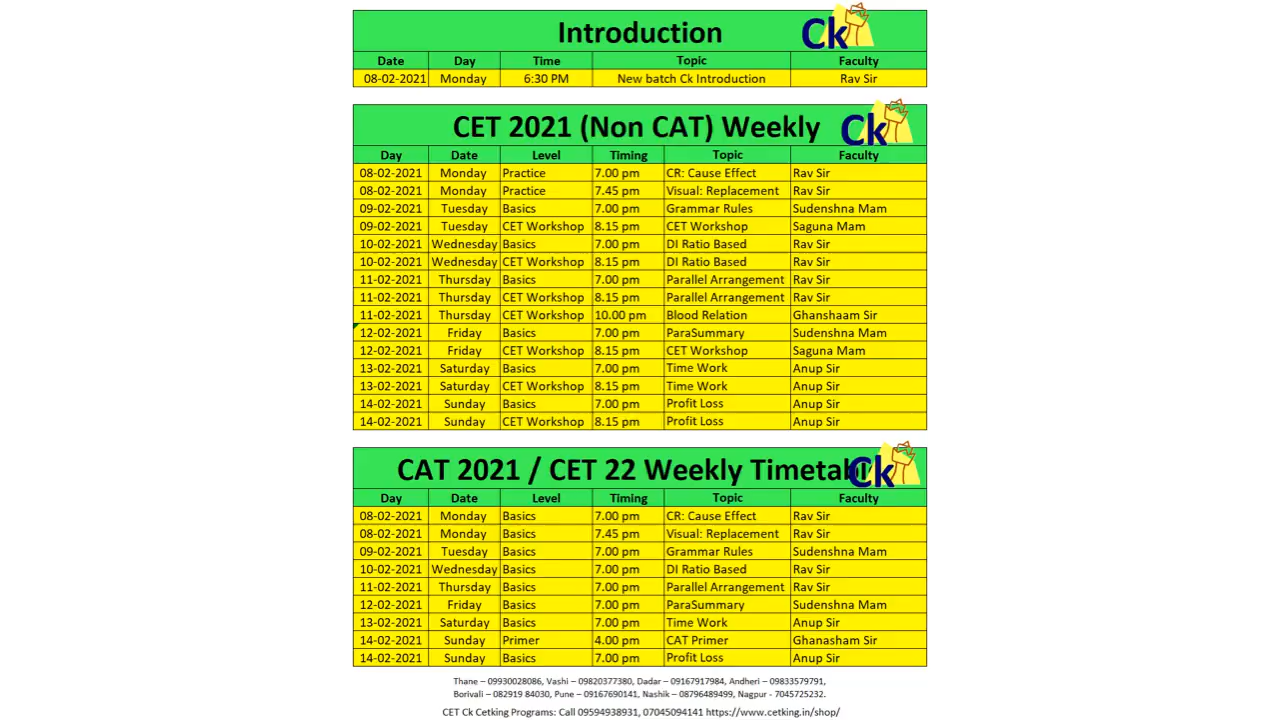 Introduction Ck
Date Day Time Topic Faculty
08-02-2021 Monday 6:30 PM New batch Ck Introduction Rav Sir
CET 2021 (Non CAT) Weekly Ck
Day Date Level Timing Topic Faculty
08-02-2021 Monday Practice 7.00 pm CR: Cause Effect Rav Sir
08-02-2021 Monday Practice 7.45 pm Visual: Replacement Rav Sir
09-02-2021 Tuesday Basics 7.00 pm Grammar Rules Sudenshna Mam
09-02-2021 Tuesday CET Workshop 8.15 pm CET Workshop Saguna Mam
10-02-2021 Wednesday Basics 7.00 pm DI Ratio Based Rav Sir
10-02-2021 Wednesday CET Workshop 8.15 pm DI Ratio Based Rav Sir
11-02-2021 Thursday Basics 7.00 pm Parallel Arrangement Rav Sir
11-02-2021 Thursday CET Workshop 8.15 pm Parallel Arrangement Rav Sir
11-02-2021 Thursday CET Workshop 10.00 pm Blood Relation Ghanshaam Sir
12-02-2021 Friday Basics 7.00 pm ParaSummary Sudenshna Mam
12-02-2021 Friday CET Workshop 8.15 pm CET Workshop Saguna Mam
13-02-2021 Saturday Basics 7.00 pm Time Work Anup Sir
13-02-2021 Saturday CET Workshop 8.15 pm Time Work Anup Sir
14-02-2021 Sunday Basics 7.00 pm Profit Loss Anup Sir
14-02-2021 Sunday CET Workshop 8.15 pm Profit Loss Anup Sir
CAT 2021 / CET 22 Weekly Ck
Day Date Level Timing Topic Faculty
08-02-2021 Monday Basics 7.00 pm CR: Cause Effect Rav Sir
08-02-2021 Monday Basics 7.45 pm Visual: Replacement Rav Sir
09-02-2021 Tuesday Basics 7.00 pm Grammar Rules Sudenshna Mam
10-02-2021 Wednesday Basics 7.00 pm DI Ratio Based Rav Sir
11-02-2021 Thursday Basics 7.00 pm Parallel Arrangement Rav Sir
12-02-2021 Friday Basics 7.00 pm ParaSummary Sudenshna Mam
13-02-2021 Saturday Basics 7.00 pm Time Work Anup Sir
14-02-2021 Sunday Primer 4.00 pm CAT Primer Ghanasham Sir
14-02-2021 Sunday Basics 7.00 pm Profit Loss Anup Sir
Thane – 09930028086, Vashi – 09820377380, Dadar – 09167917984, Andheri – 09833579791,
Borivali – 082919 84030, Pune – 09167690141, Nashik – 08796489499, Nagpur - 7045725232.
CET Ck Cetking Programs: Call 09594938931, 07045094141 https://www.cetking.in/shop/